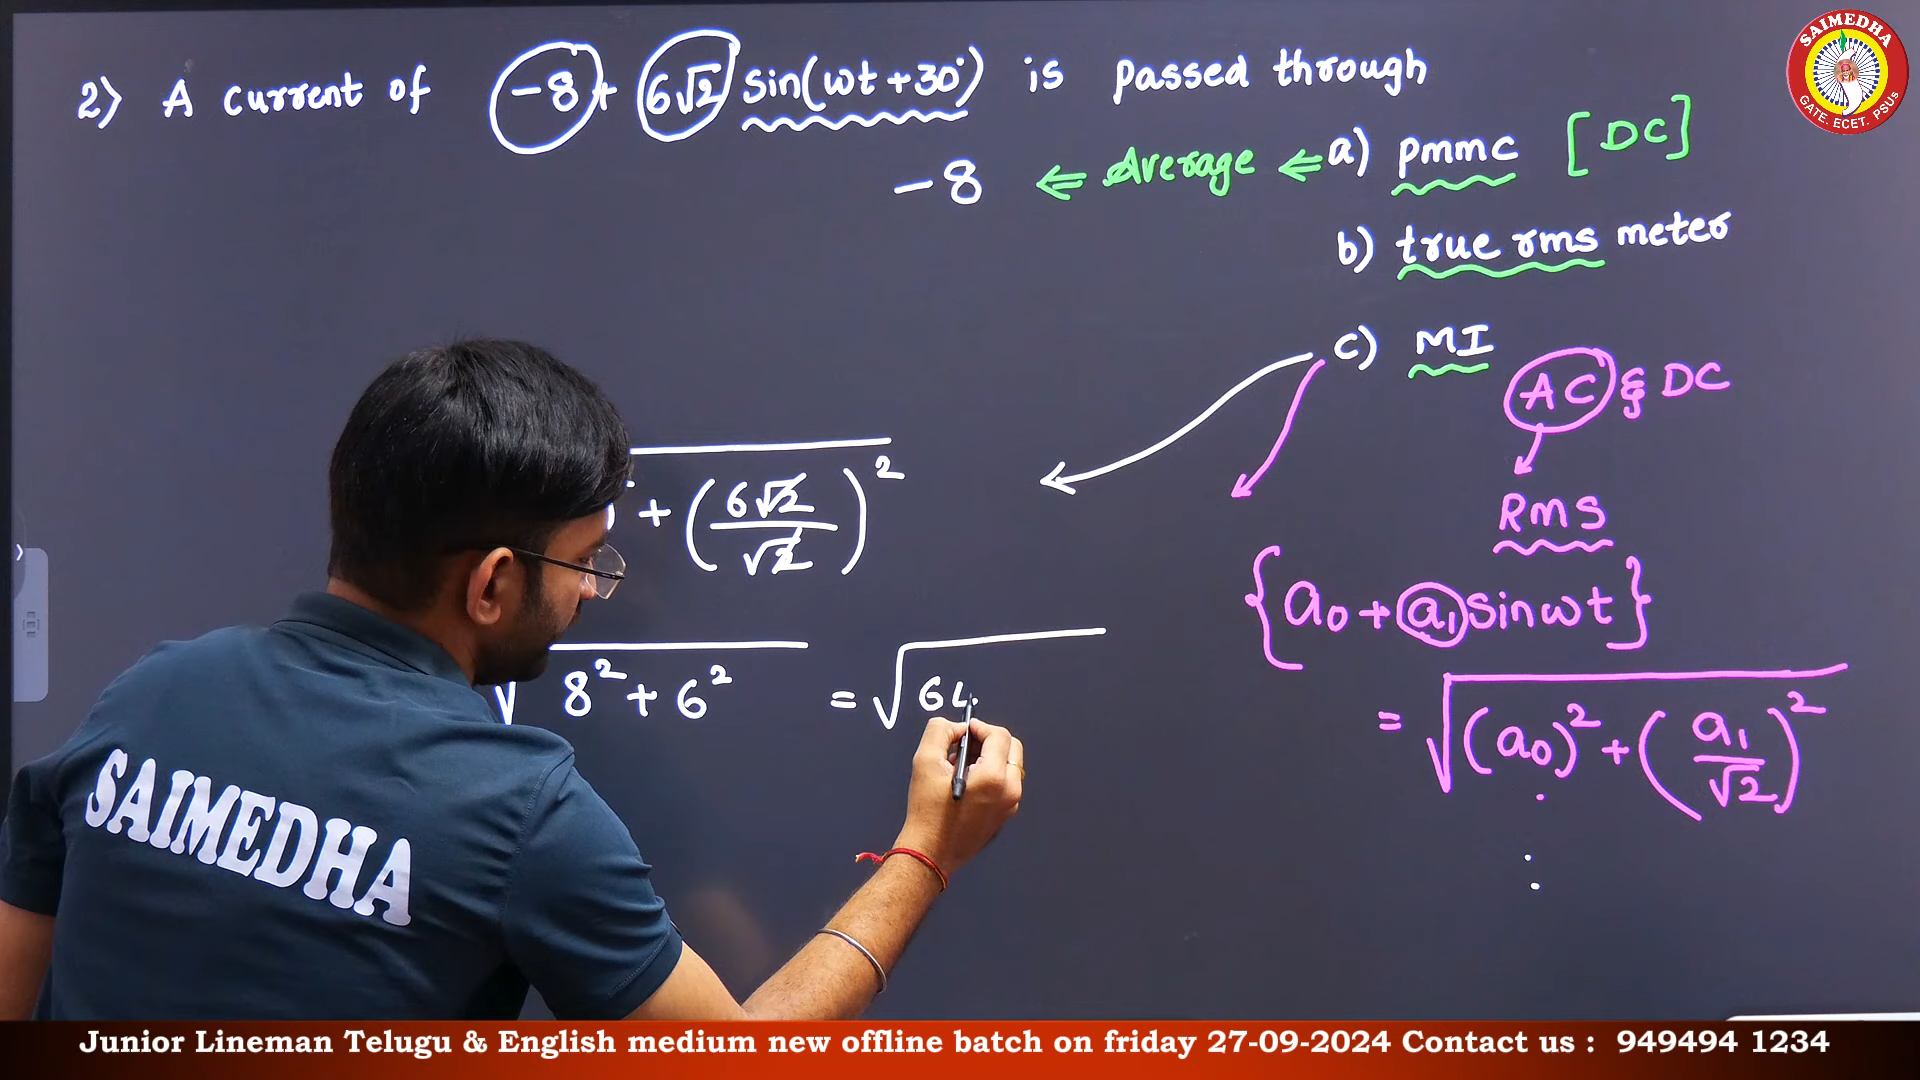 SAIMEDHA
GATE. ECET. PSUs
2) A current of -8 + 6√2 sin(ωt+30°) is passed through
-8 ⇐ Average ⇐ a) PMMC [DC]
b) true rms meter
c) MI
AC & DC
RMS
+ (6√2/√2)²
{a₀ + a₁ sinωt}
8² + 6² = √64
= √(a₀)² + (a₁/√2)²
SAIMEDHA
Junior Lineman Telugu & English medium new offline batch on friday 27-09-2024 Contact us : 949494 1234